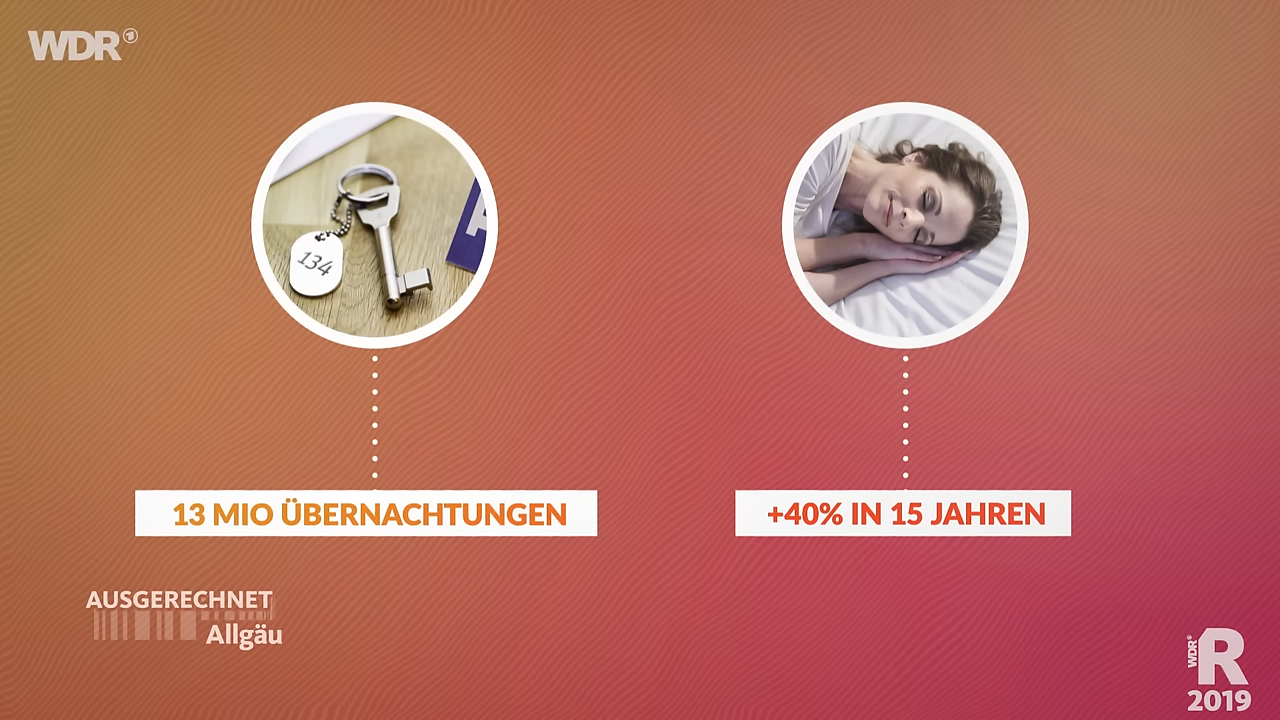 WDR
134
13 MIO ÜBERNACHTUNGEN
+40% IN 15 JAHREN
AUSGERECHNET
Allgäu
WDR
R
2019